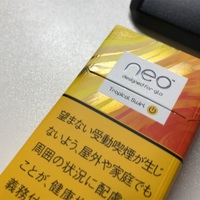 neo
designed for glo
Tropical Swirl
望まない受動喫煙が生じ
ないよう、屋外や家庭でも
周囲の状況に配慮
ことが、健康
義務